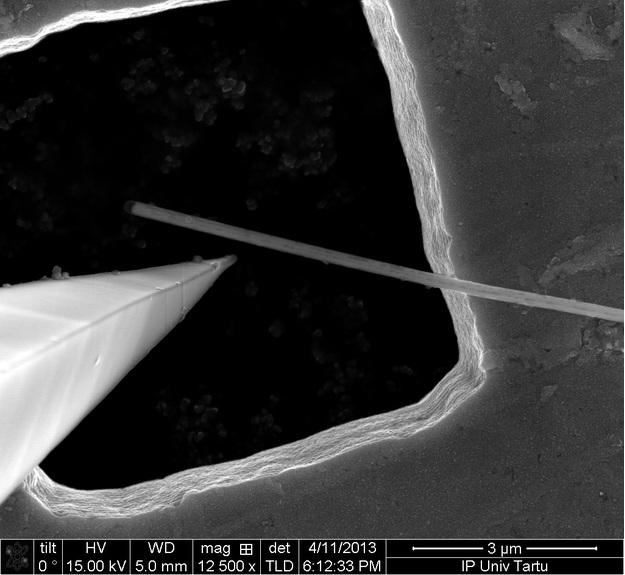 tilt HV WD mag det 4/11/2013 3 µm
0 ° 15.00 kV 5.0 mm 12 500 x TLD 6:12:33 PM IP Univ Tartu